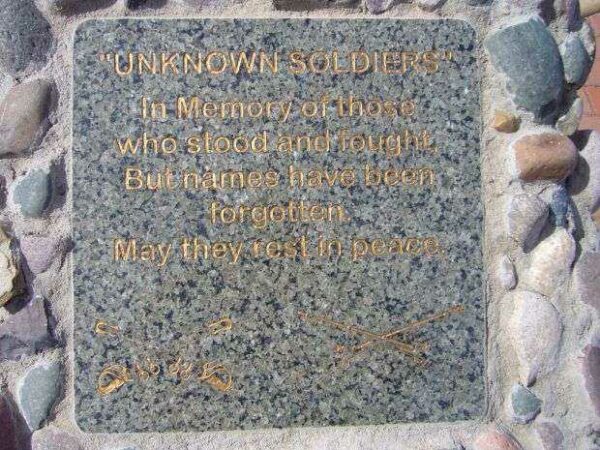 "UNKNOWN SOLDIERS"
In Memory of those
who stood and fought,
But names have been
forgotten.
May they rest in peace.